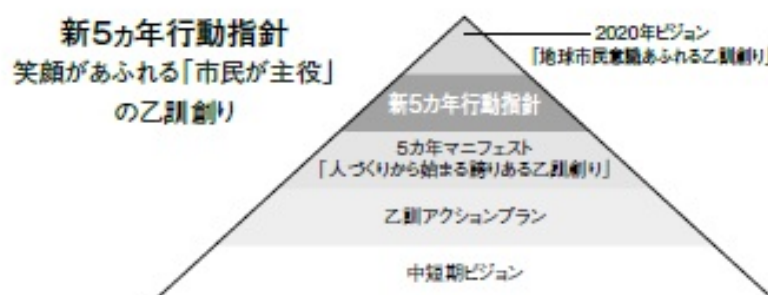 新5ヵ年行動指針
笑顔があふれる「市民が主役」
の乙訓創り
2020年ビジョン
「地球市民意識あふれる乙訓創り」
新5カ年行動指針
5カ年マニフェスト
「人づくりから始まる誇りある乙訓創り」
乙訓アクションプラン
中短期ビジョン